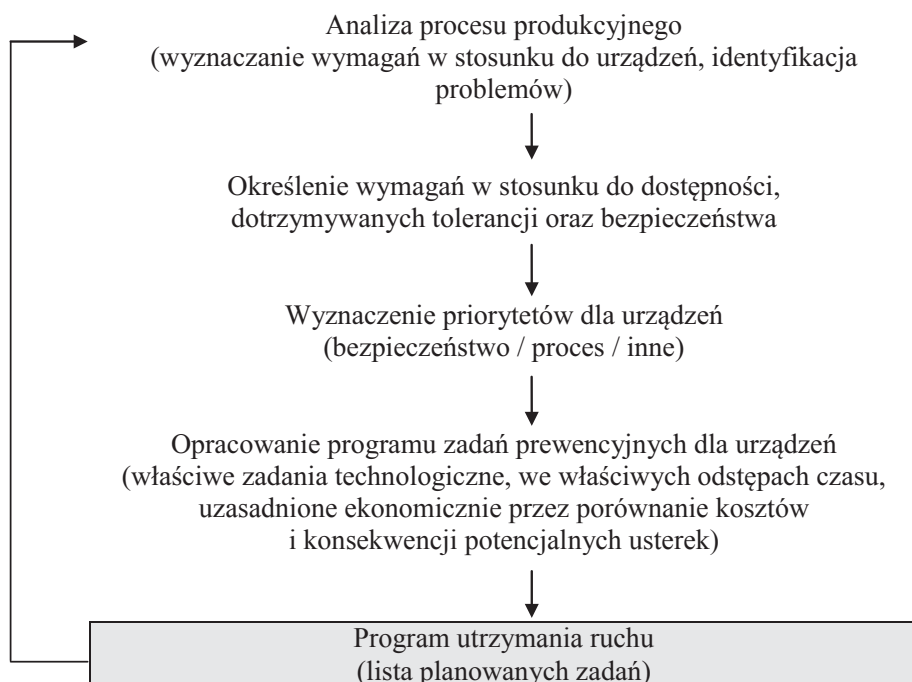 Analiza procesu produkcyjnego
(wyznaczanie wymagań w stosunku do urządzeń, identyfikacja
problemów)
Określenie wymagań w stosunku do dostępności,
dotrzymywanych tolerancji oraz bezpieczeństwa
Wyznaczenie priorytetów dla urządzeń
(bezpieczeństwo / proces / inne)
Opracowanie programu zadań prewencyjnych dla urządzeń
(właściwe zadania technologiczne, we właściwych odstępach czasu,
uzasadnione ekonomicznie przez porównanie kosztów
i konsekwencji potencjalnych usterek)
Program utrzymania ruchu
(lista planowanych zadań)